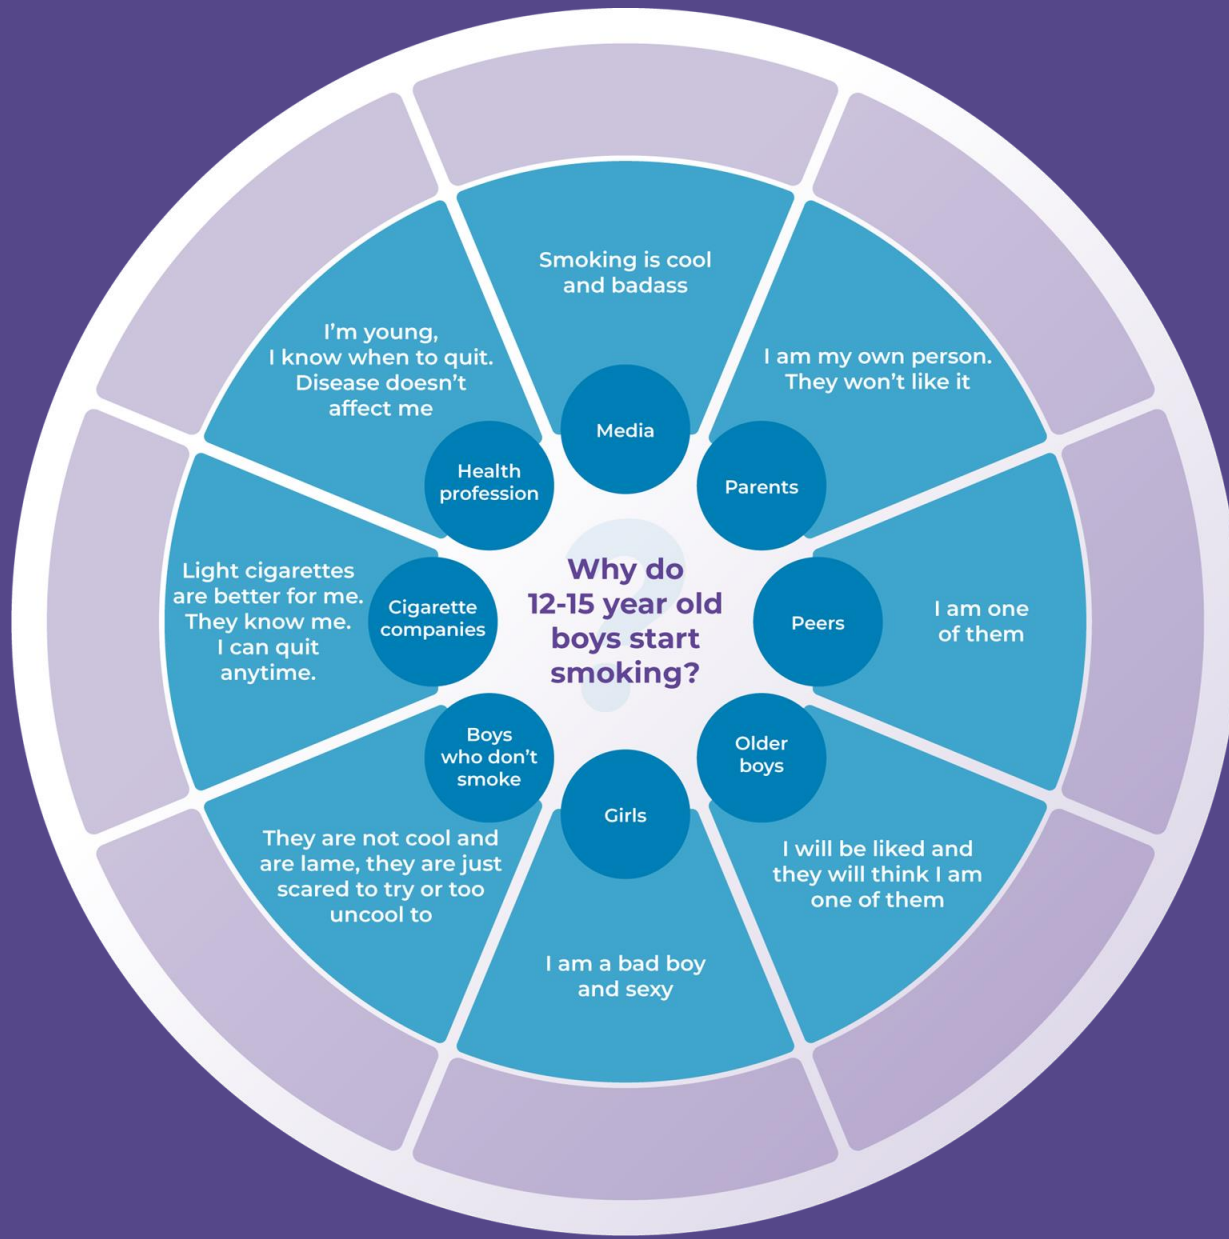 Why do
12-15 year old
boys start
smoking?
Media
Smoking is cool
and badass
Parents
I am my own person.
They won't like it
Peers
I am one
of them
Older
boys
I will be liked and
they will think I am
one of them
Girls
I am a bad boy
and sexy
Boys
who don't
smoke
They are not cool and
are lame, they are just
scared to try or too
uncool to
Cigarette
companies
Light cigarettes
are better for me.
They know me.
I can quit
anytime.
Health
profession
I'm young,
I know when to quit.
Disease doesn't
affect me
?